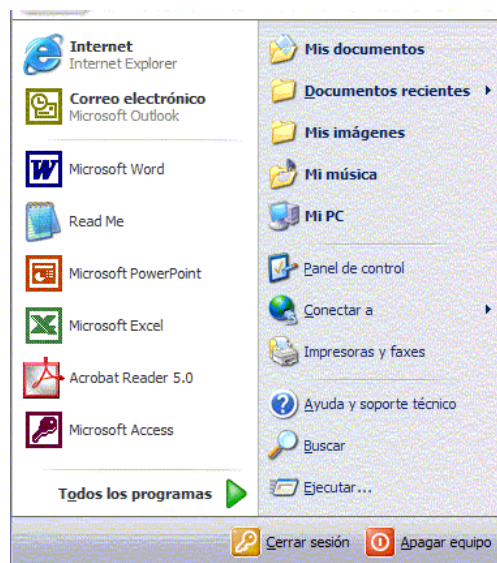 Internet
Internet Explorer
Correo electrónico
Microsoft Outlook
Microsoft Word
Read Me
Microsoft PowerPoint
Microsoft Excel
Acrobat Reader 5.0
Microsoft Access
Todos los programas
Mis documentos
Documentos recientes
Mis imágenes
Mi música
Mi PC
Panel de control
Conectar a
Impresoras y faxes
Ayuda y soporte técnico
Buscar
Ejecutar...
Cerrar sesión
Apagar equipo